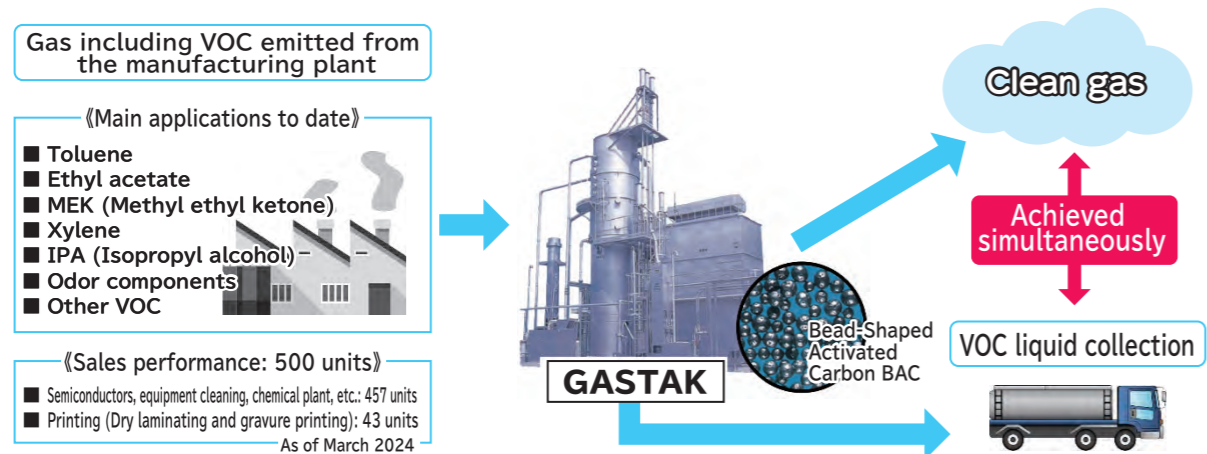 Gas including VOC emitted from
the manufacturing plant
《Main applications to date》
■ Toluene
■ Ethyl acetate
■ MEK (Methyl ethyl ketone)
■ Xylene
■ IPA (Isopropyl alcohol)
■ Odor components
■ Other VOC
《Sales performance: 500 units》
■ Semiconductors, equipment cleaning, chemical plant, etc.: 457 units
■ Printing (Dry laminating and gravure printing): 43 units
As of March 2024
GASTAK
Bead-Shaped
Activated
Carbon BAC
Clean gas
Achieved
simultaneously
VOC liquid collection